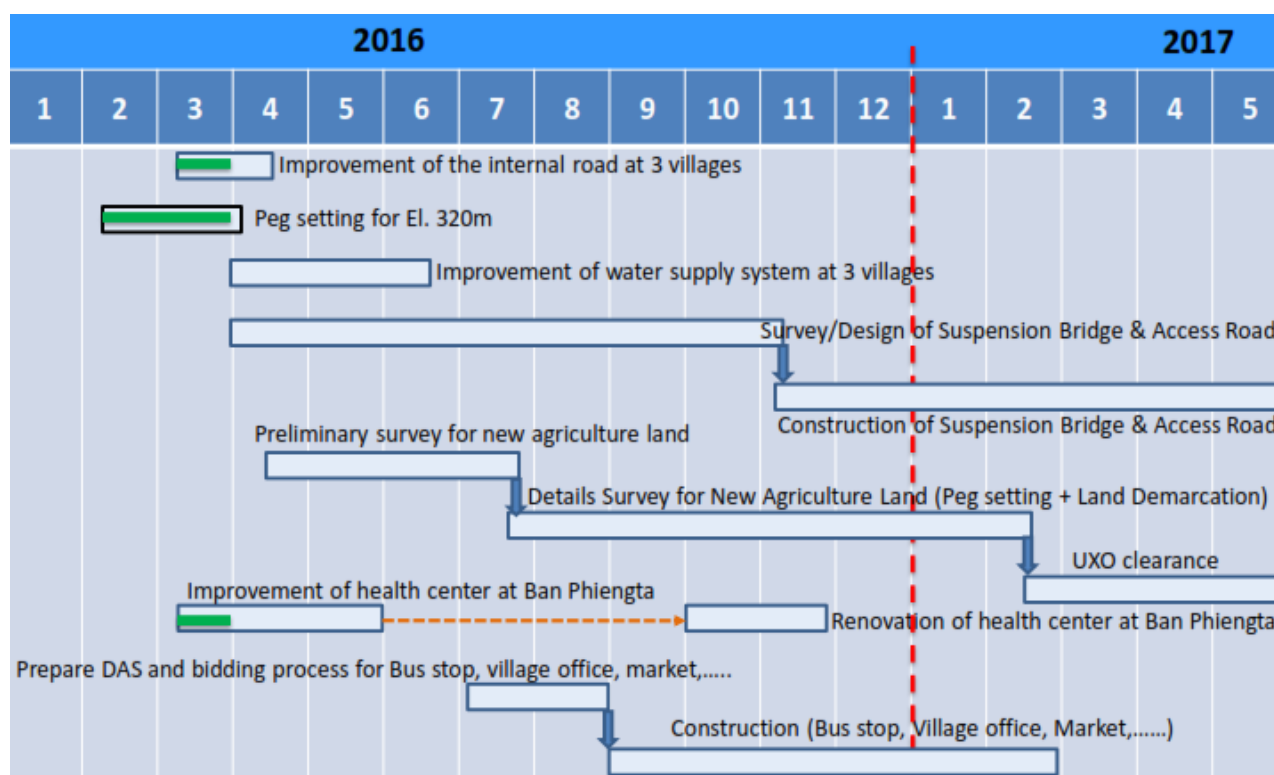 2016 2017
1 2 3 4 5 6 7 8 9 10 11 12 1 2 3 4 5
Improvement of the internal road at 3 villages
Peg setting for El. 320m
Improvement of water supply system at 3 villages
Survey/Design of Suspension Bridge & Access Road
Construction of Suspension Bridge & Access Road
Preliminary survey for new agriculture land
Details Survey for New Agriculture Land (Peg setting + Land Demarcation)
UXO clearance
Improvement of health center at Ban Phiengta
Renovation of health center at Ban Phiengta
Prepare DAS and bidding process for Bus stop, village office, market,.....
Construction (Bus stop, Village office, Market,......)